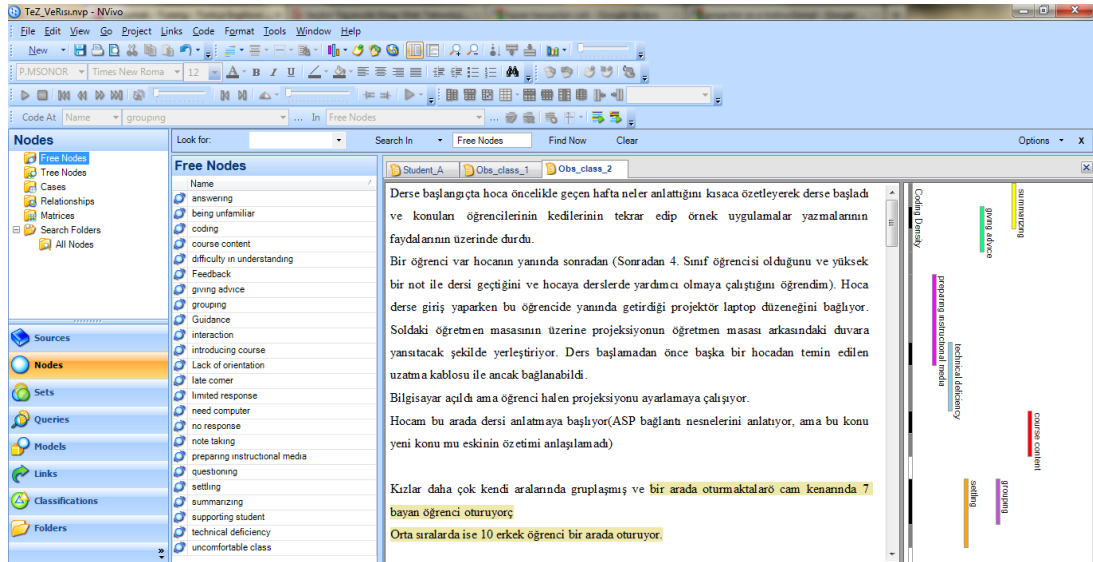 TeZ_VeRısı.nvp - NVivo
File Edit View Go Project Links Code Format Tools Window Help
New
P.MSONOR Times New Roma 12
Code At Name grouping ... In Free Nodes ...
Nodes
Free Nodes
Tree Nodes
Cases
Relationships
Matrices
Search Folders
All Nodes
Sources
Nodes
Sets
Queries
Models
Links
Classifications
Folders
Look for: Search In Free Nodes Find Now Clear Options x
Free Nodes
Name
answering
being unfamiliar
coding
course content
difficulty in understanding
Feedback
giving advice
grouping
Guidance
interaction
introducing course
Lack of orientation
late comer
limited response
need computer
no response
note taking
preparing instructional media
questioning
settling
summarizing
supporting student
technical deficiency
uncomfortable class
Student_A Obs_class_1 Obs_class_2
Derse başlangıçta hoca öncelikle geçen hafta neler anlattığını kısaca özetleyerek derse başladı
ve konuları öğrencilerinin kedilerinin tekrar edip örnek uygulamalar yazmalarının
faydalarının üzerinde durdu.
Bir öğrenci var hocanın yanında sonradan (Sonradan 4. Sınıf öğrencisi olduğunu ve yüksek
bir not ile dersi geçtiğini ve hocaya derslerde yardımcı olmaya çalıştığını öğrendim). Hoca
derse giriş yaparken bu öğrencide yanında getirdiği projektör laptop düzeneğini bağlıyor.
Soldaki öğretmen masasının üzerine projeksiyonun öğretmen masası arkasındaki duvara
yansıtacak şekilde yerleştiriyor. Ders başlamadan önce başka bir hocadan temin edilen
uzatma kablosu ile ancak bağlanabildi.
Bilgisayar açıldı ama öğrenci halen projeksiyonu ayarlamaya çalışıyor.
Hocam bu arada dersi anlatmaya başlıyor(ASP bağlantı nesnelerini anlatıyor, ama bu konu
yeni konu mu eskinin özetimi anlaşılamadı)
Kızlar daha çok kendi aralarında gruplaşmış ve bir arada oturmaktalarö cam kenarında 7
bayan öğrenci oturuyorç
Orta sıralarda ise 10 erkek öğrenci bir arada oturuyor.
Coding Density
preparing instructional media
technical deficiency
settling
giving advice
grouping
summarizing
course content